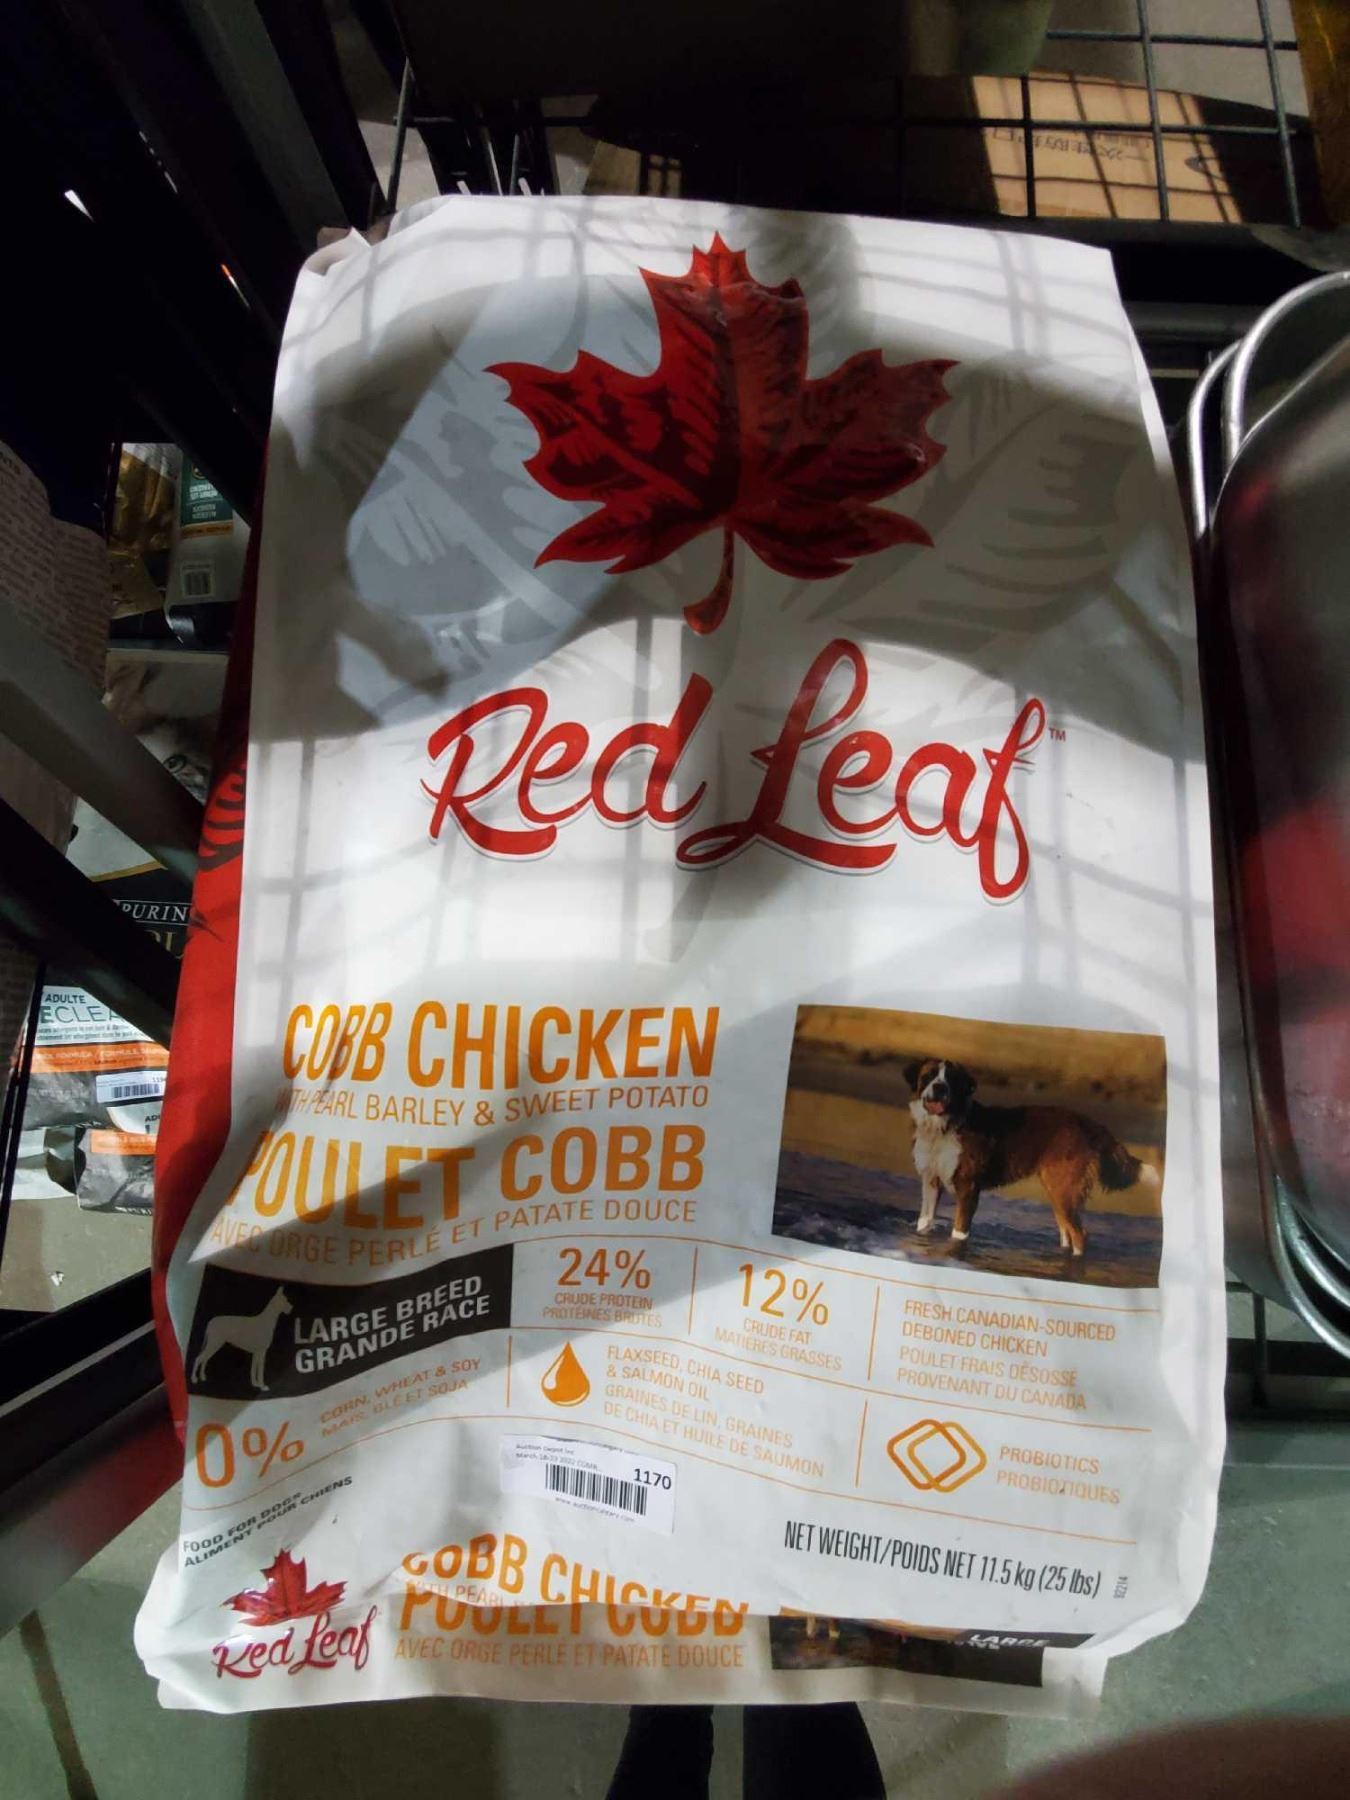 Red Leaf™
COBB CHICKEN
WITH PEARL BARLEY & SWEET POTATO
POULET COBB
AVEC ORGE PERLÉ ET PATATE DOUCE
LARGE BREED
GRANDE RACE
24%
CRUDE PROTEIN
PROTÉINES BRUTES
12%
CRUDE FAT
MATIÈRES GRASSES
FRESH CANADIAN-SOURCED
DEBONED CHICKEN
POULET FRAIS DÉSOSSÉ
PROVENANT DU CANADA
0%
CORN, WHEAT & SOY
MAÏS, BLÉ ET SOJA
FLAXSEED, CHIA SEED
& SALMON OIL
GRAINES DE LIN, GRAINES
DE CHIA ET HUILE DE SAUMON
PROBIOTICS
PROBIOTIQUES
FOOD FOR DOGS
ALIMENT POUR CHIENS
1170
NET WEIGHT/POIDS NET 11.5 kg (25 lbs)
Red Leaf
COBB CHICKEN
WITH PEARL
POULET COBB
AVEC ORGE PERLÉ ET PATATE DOUCE
LARGE
PURIN
ADULTE
ECLEA